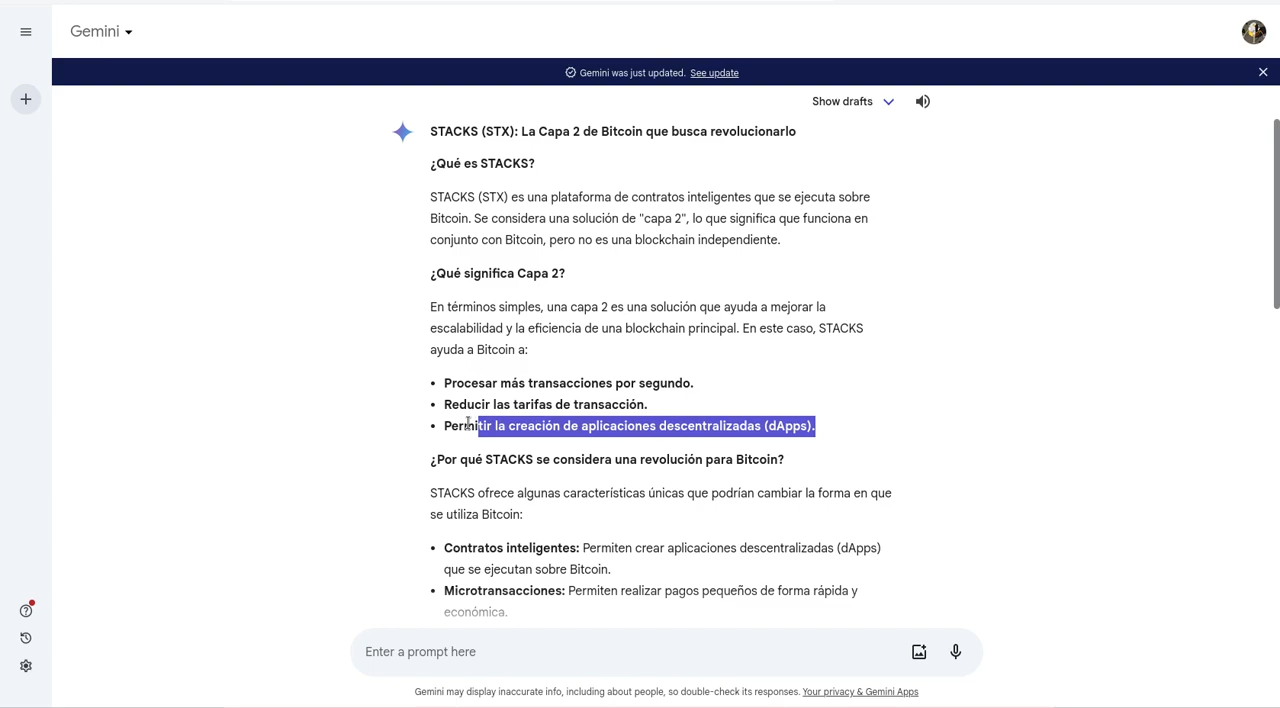 Gemini
Gemini was just updated. See update
Show drafts
STACKS (STX): La Capa 2 de Bitcoin que busca revolucionarlo
¿Qué es STACKS?
STACKS (STX) es una plataforma de contratos inteligentes que se ejecuta sobre
Bitcoin. Se considera una solución de "capa 2", lo que significa que funciona en
conjunto con Bitcoin, pero no es una blockchain independiente.
¿Qué significa Capa 2?
En términos simples, una capa 2 es una solución que ayuda a mejorar la
escalabilidad y la eficiencia de una blockchain principal. En este caso, STACKS
ayuda a Bitcoin a:
• Procesar más transacciones por segundo.
• Reducir las tarifas de transacción.
• Permitir la creación de aplicaciones descentralizadas (dApps).
¿Por qué STACKS se considera una revolución para Bitcoin?
STACKS ofrece algunas características únicas que podrían cambiar la forma en que
se utiliza Bitcoin:
• Contratos inteligentes: Permiten crear aplicaciones descentralizadas (dApps)
que se ejecutan sobre Bitcoin.
• Microtransacciones: Permiten realizar pagos pequeños de forma rápida y
económica.
Enter a prompt here
Gemini may display inaccurate info, including about people, so double-check its responses. Your privacy & Gemini Apps